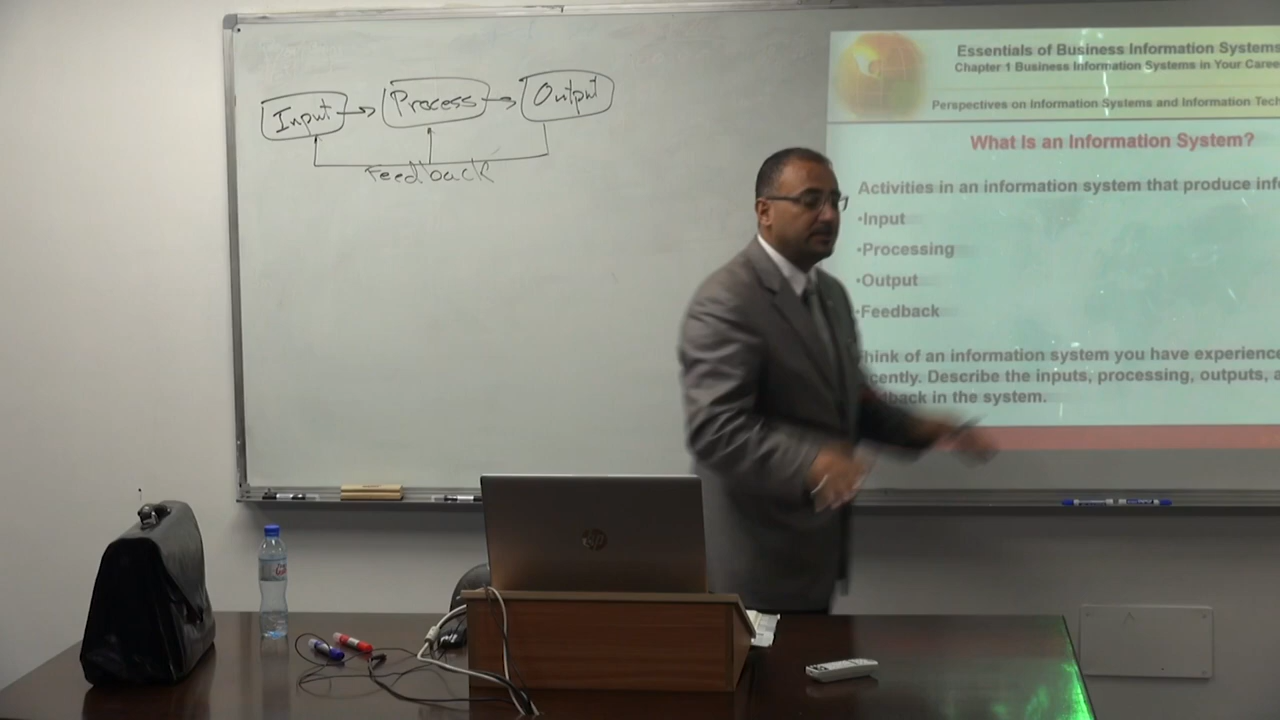 Input → Process → Output
Feedback
Essentials of Business Information Systems
Chapter 1 Business Information Systems in Your Caree
Perspectives on Information Systems and Information Tech
What Is an Information System?
Activities in an information system that produce inf
•Input
•Processing
•Output
•Feedback
hink of an information system you have experience
cently. Describe the inputs, processing, outputs, a
dback in the system.
hp